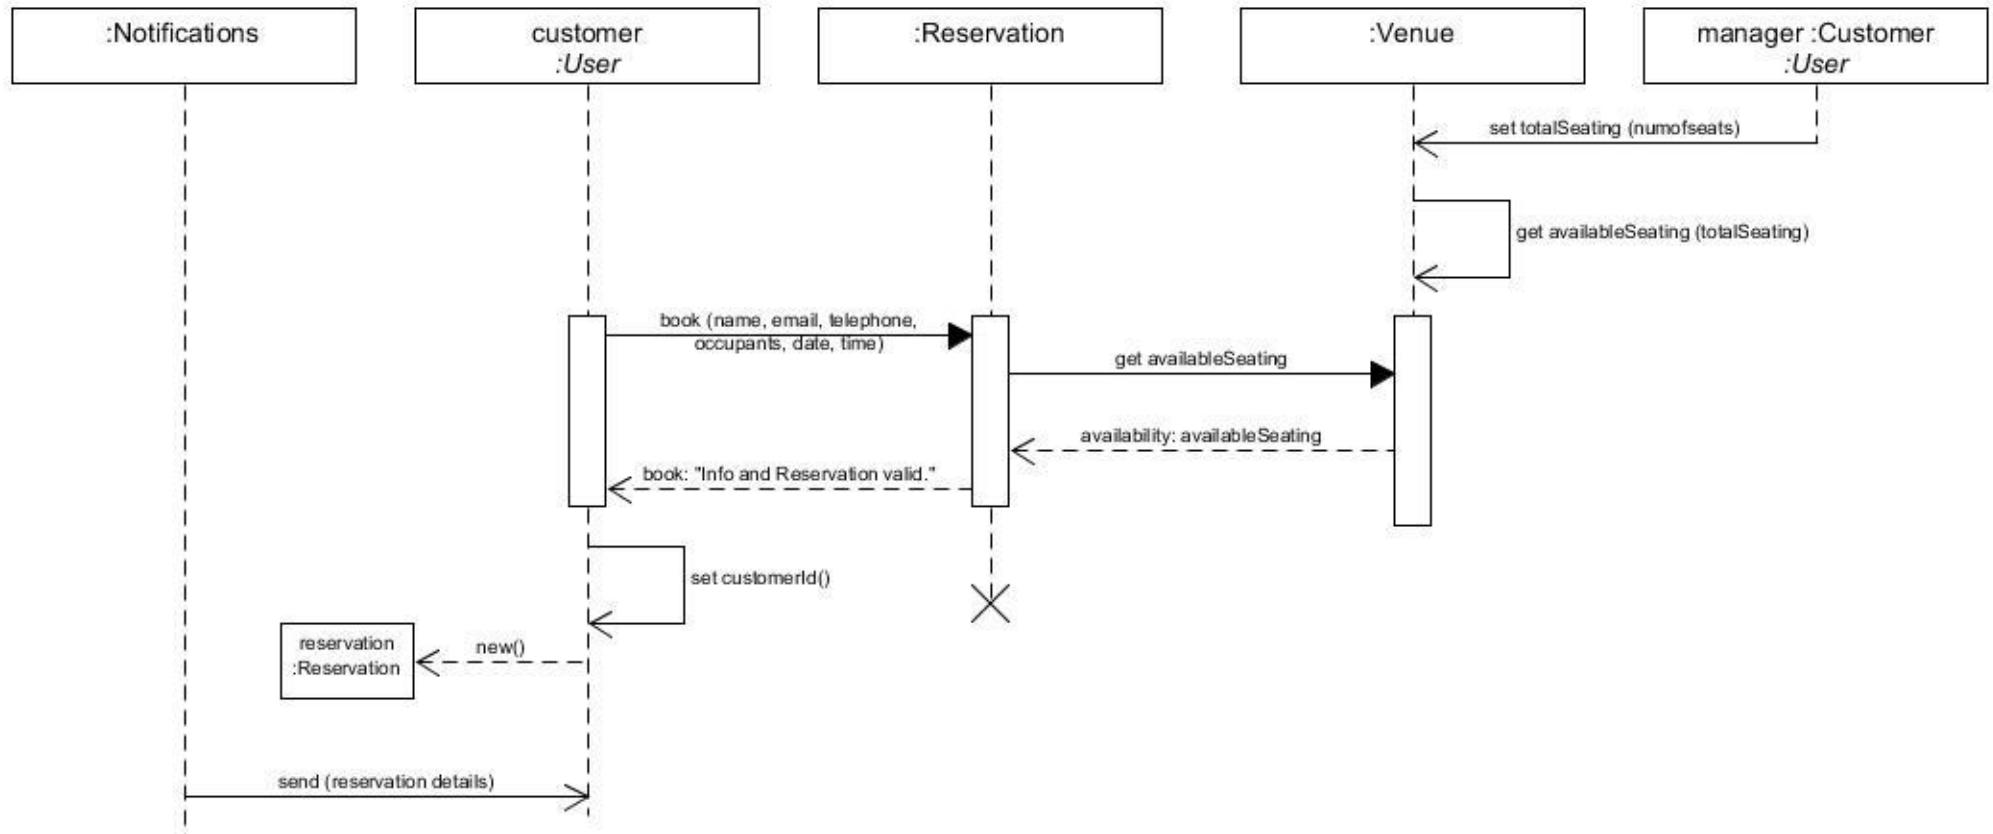 :Notifications
customer
:User
:Reservation
:Venue
manager :Customer
:User
set totalSeating (numofseats)
get availableSeating (totalSeating)
book (name, email, telephone,
occupants, date, time)
get availableSeating
availability: availableSeating
book: "Info and Reservation valid."
set customerId()
reservation
:Reservation
new()
send (reservation details)